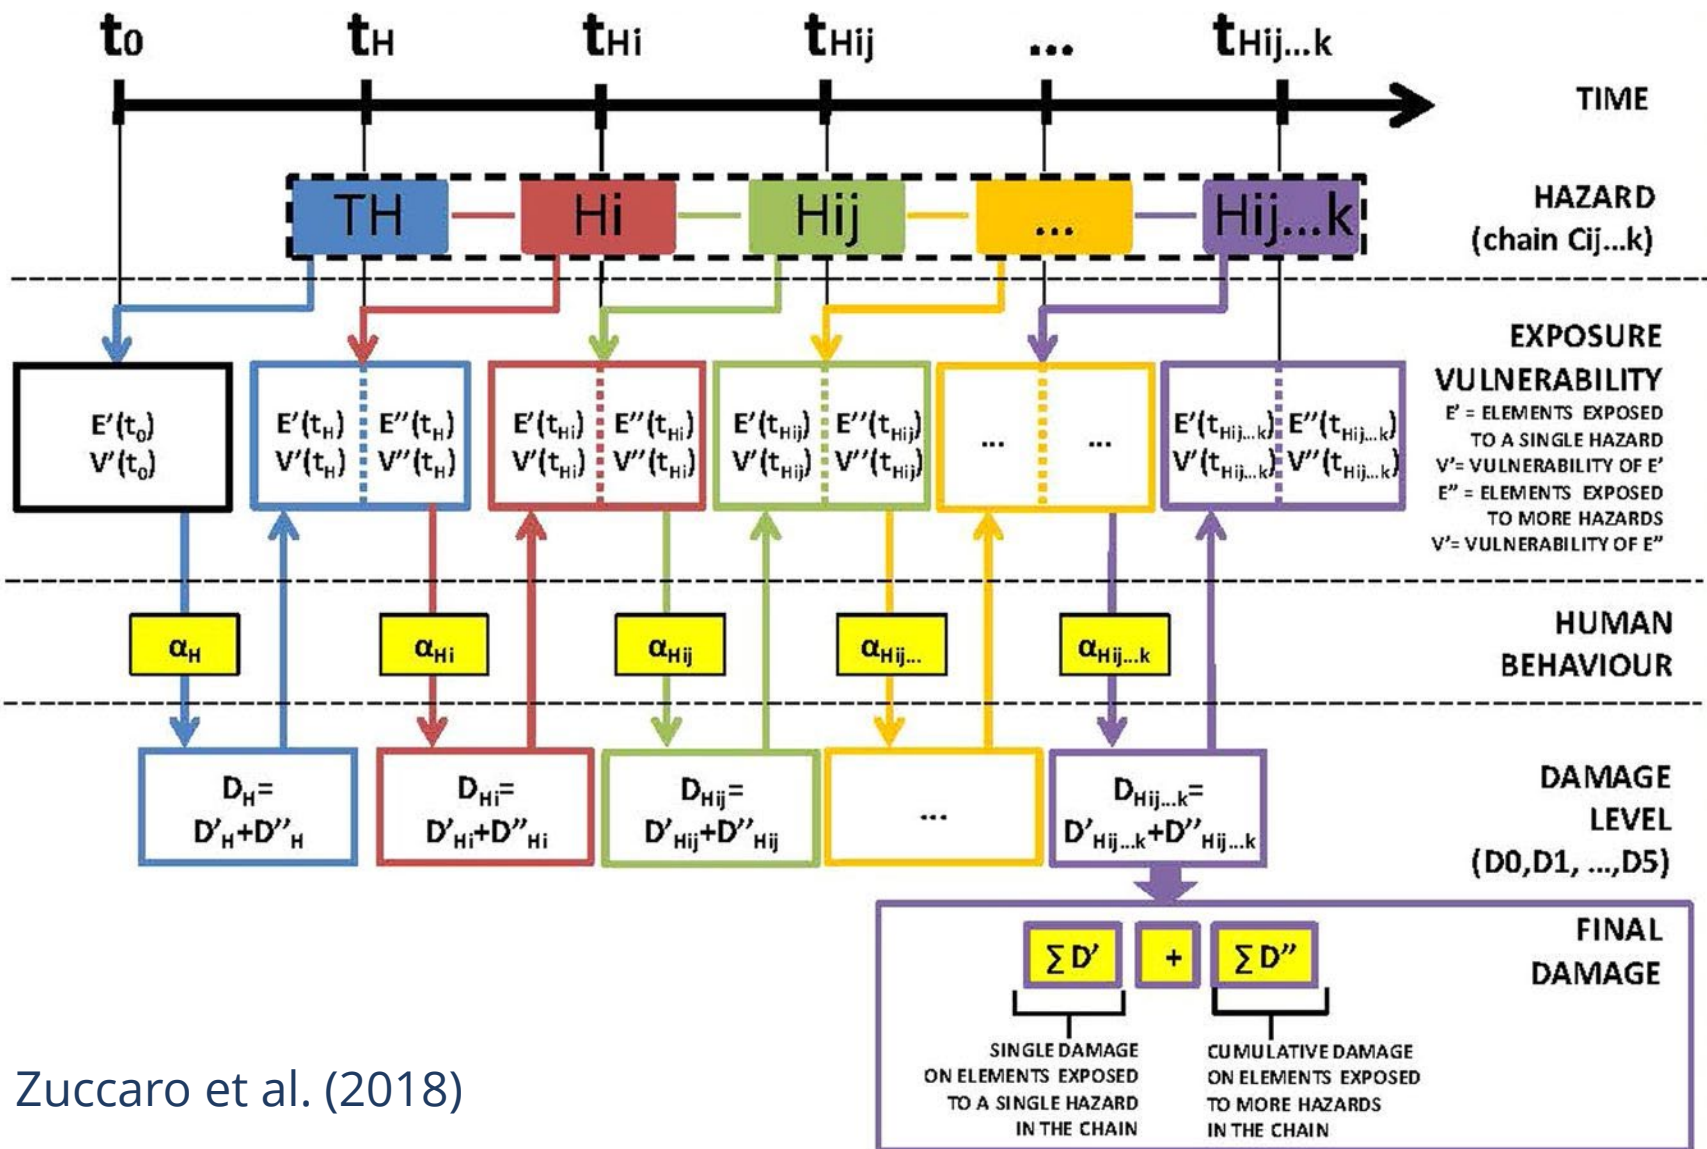 t0 tH tHi tHij ... tHij...k
TIME
TH Hi Hij ... Hij...k
HAZARD
(chain Cij...k)
EXPOSURE
VULNERABILITY
E' = ELEMENTS EXPOSED
TO A SINGLE HAZARD
V'= VULNERABILITY OF E'
E" = ELEMENTS EXPOSED
TO MORE HAZARDS
V'= VULNERABILITY OF E"
E'(t0)
V'(t0)
E'(tH) E"(tH)
V'(tH) V"(tH)
E'(tHi) E"(tHi)
V'(tHi) V"(tHi)
E'(tHij) E"(tHij)
V'(tHij) V"(tHij)
... ...
E'(tHij...k) E"(tHij...k)
V'(tHij...k) V"(tHij...k)
αH αHi αHij αHij... αHij...k
HUMAN
BEHAVIOUR
DH=
D'H+D"H
DHi=
D'Hi+D"Hi
DHij=
D'Hij+D"Hij
...
DHij...k=
D'Hij...k+D"Hij...k
DAMAGE
LEVEL
(D0,D1, ...,D5)
∑D' + ∑D"
FINAL
DAMAGE
SINGLE DAMAGE
ON ELEMENTS EXPOSED
TO A SINGLE HAZARD
IN THE CHAIN
CUMULATIVE DAMAGE
ON ELEMENTS EXPOSED
TO MORE HAZARDS
IN THE CHAIN
Zuccaro et al. (2018)